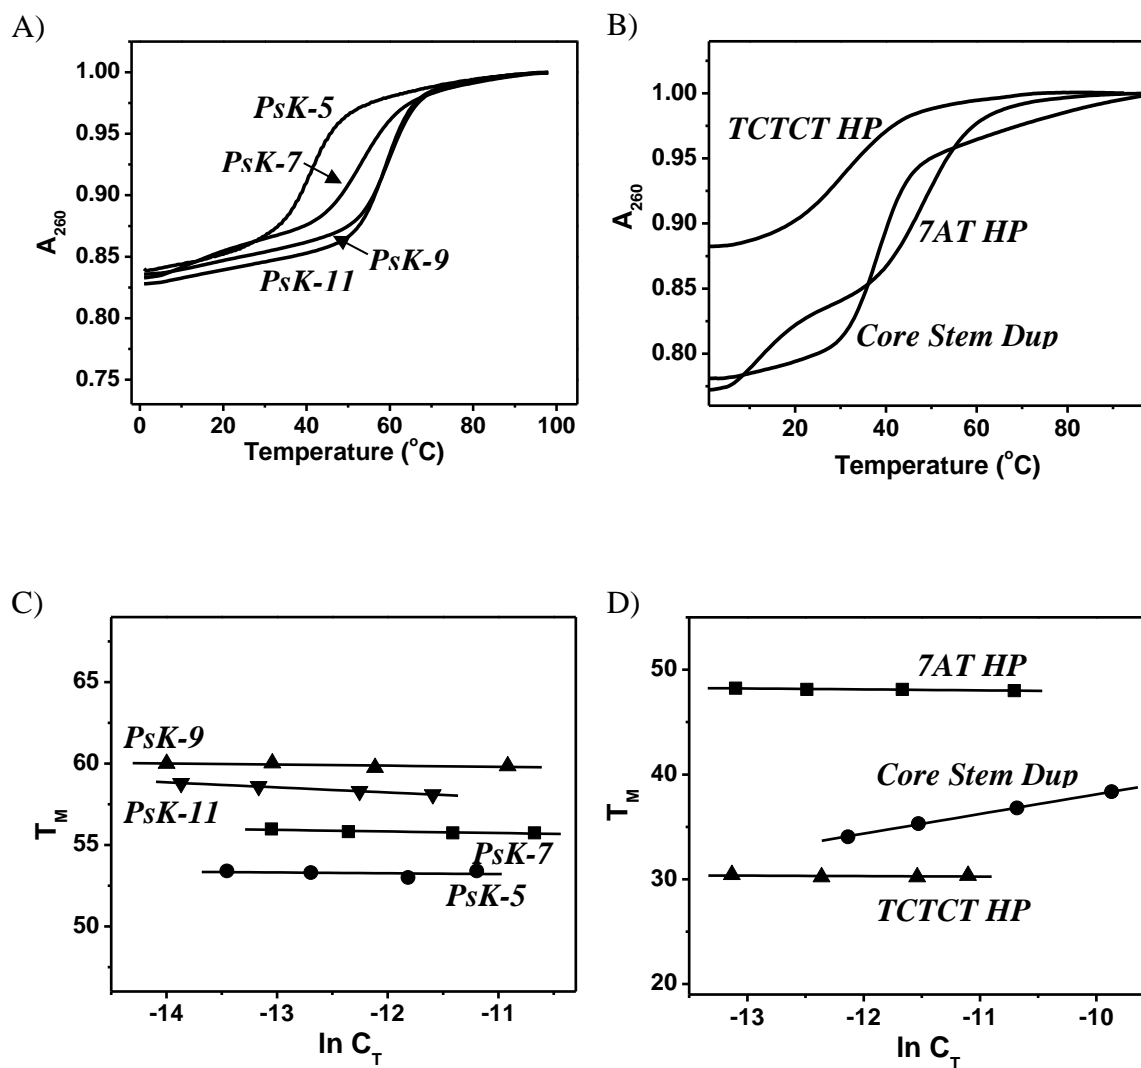 A)
1.00
0.95
0.90
0.85
0.80
0.75
A260
PsK-5
PsK-7
PsK-9
PsK-11
0 20 40 60 80 100
Temperature (oC)
B)
1.00
0.95
0.90
0.85
0.80
A260
TCTCT HP
7AT HP
Core Stem Dup
20 40 60 80
Temperature (oC)
C)
65
60
55
50
TM
PsK-9
PsK-11
PsK-7
PsK-5
-14 -13 -12 -11
ln CT
D)
50
40
30
20
TM
7AT HP
Core Stem Dup
TCTCT HP
-13 -12 -11 -10
ln CT